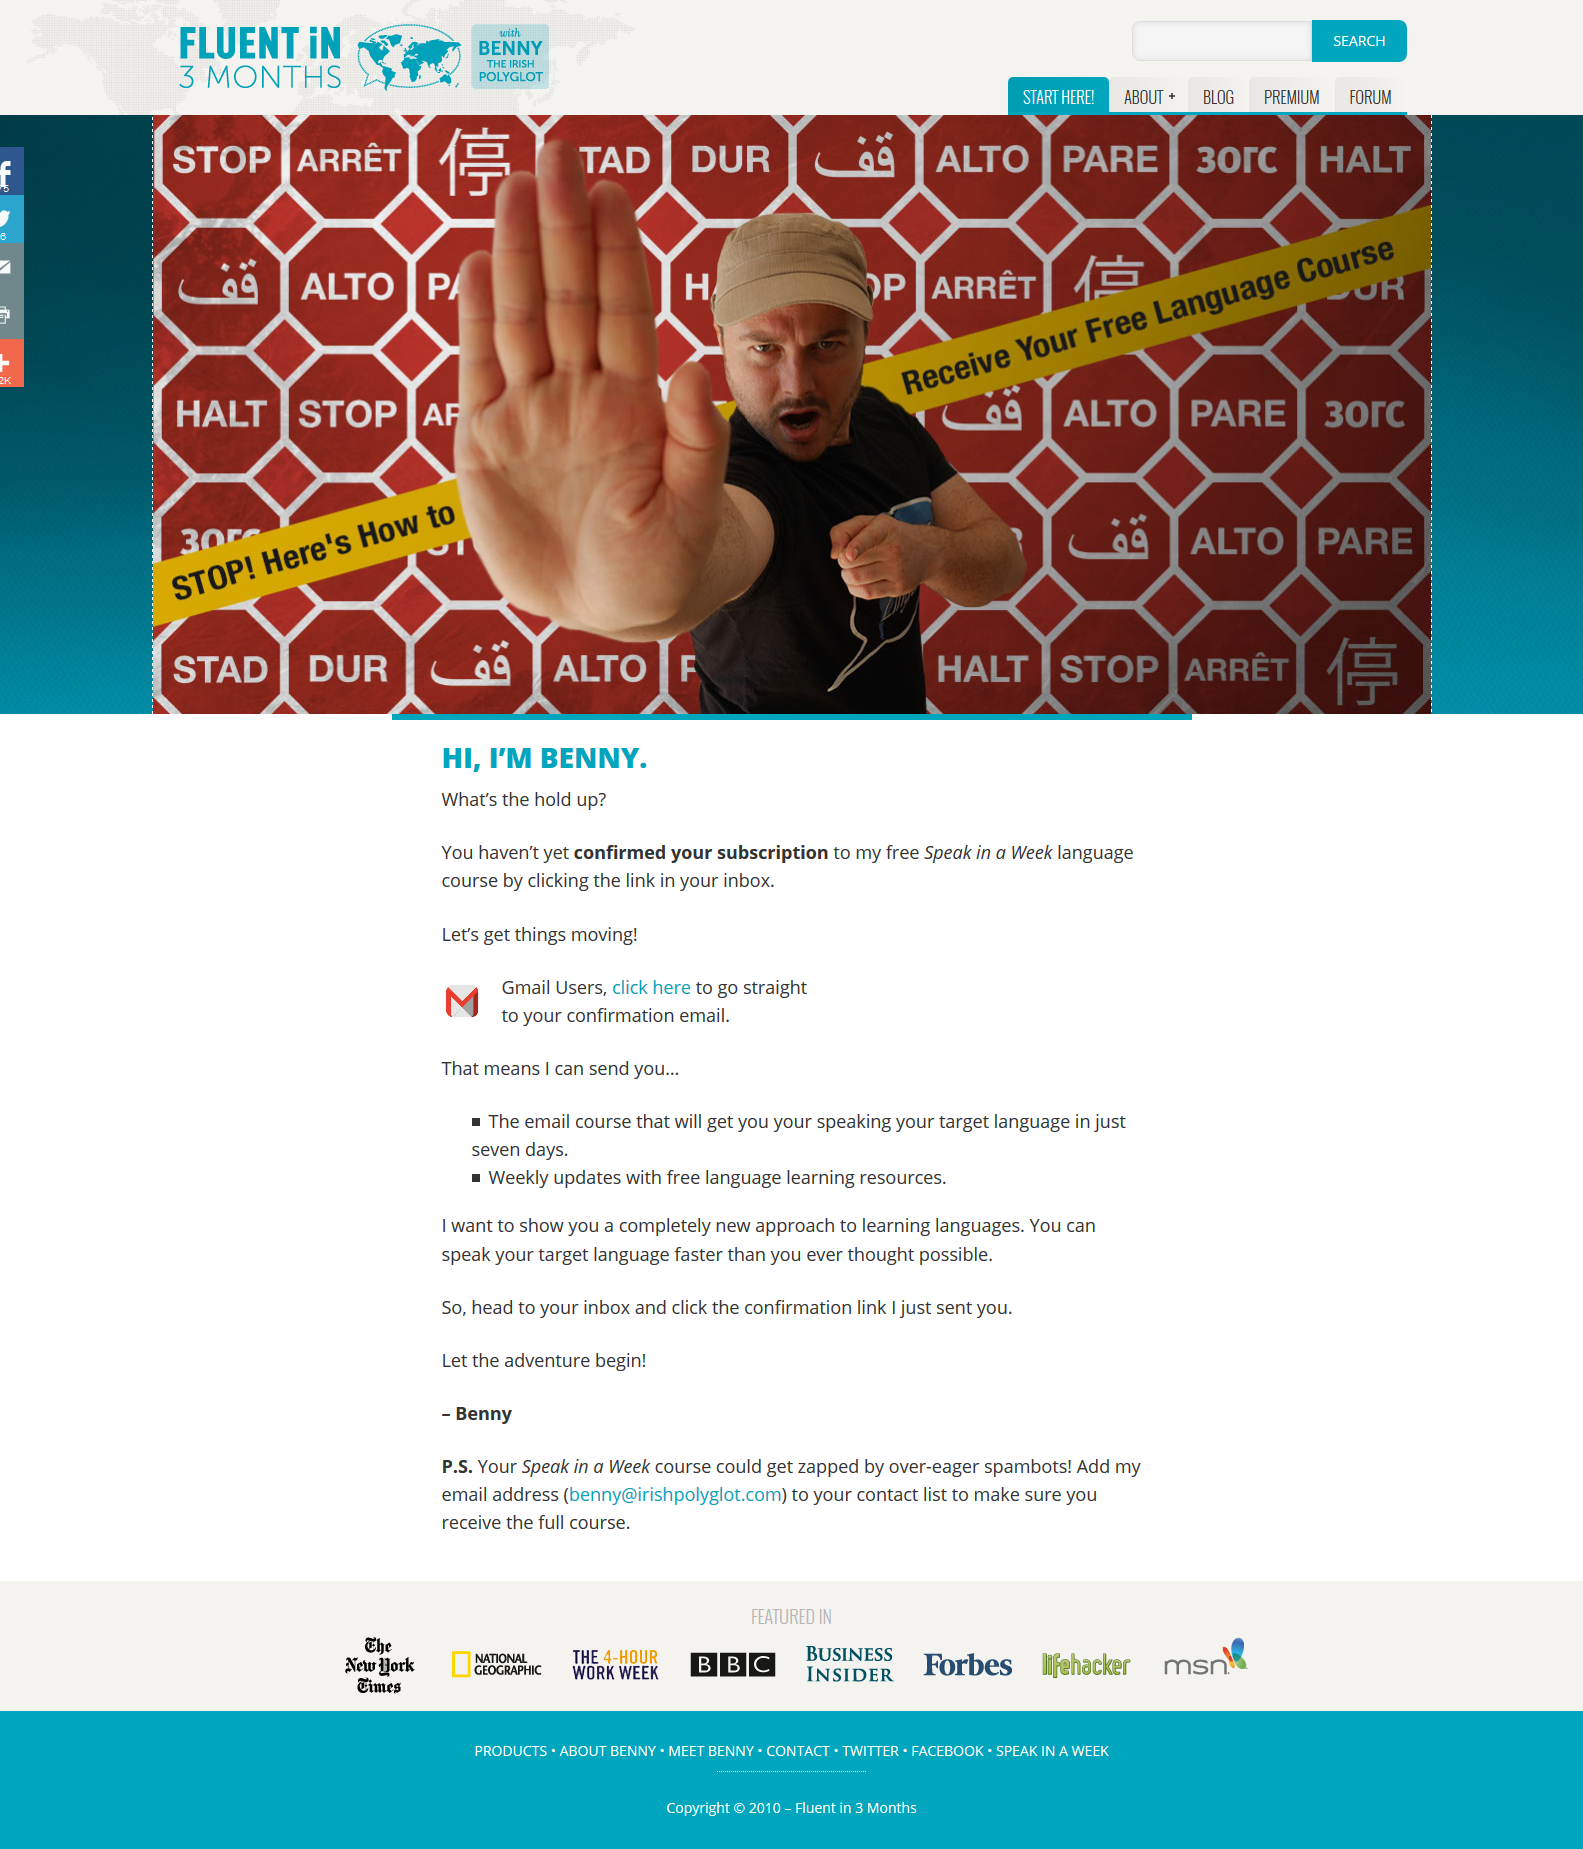 FLUENT iN
3 MONTHS
with
BENNY
THE IRISH
POLYGLOT
SEARCH
START HERE!
ABOUT +
BLOG
PREMIUM
FORUM
STOP ARRÊT 停 STAD DUR قف ALTO PARE 3OГC HALT
قف ALTO PA H OP ARRÊT 停 DUR
Receive Your Free Language Course
HALT STOP AR قف ALTO PARE 3OГC
STOP! Here's How to
3OГC ST قف ALTO PARE
STAD DUR قف ALTO P HALT STOP ARRÊT 停
HI, I’M BENNY.
What’s the hold up?
You haven’t yet confirmed your subscription to my free Speak in a Week language
course by clicking the link in your inbox.
Let’s get things moving!
Gmail Users, click here to go straight
to your confirmation email.
That means I can send you…
The email course that will get you your speaking your target language in just
seven days.
Weekly updates with free language learning resources.
I want to show you a completely new approach to learning languages. You can
speak your target language faster than you ever thought possible.
So, head to your inbox and click the confirmation link I just sent you.
Let the adventure begin!
– Benny
P.S. Your Speak in a Week course could get zapped by over-eager spambots! Add my
email address (benny@irishpolyglot.com) to your contact list to make sure you
receive the full course.
FEATURED IN
The
New York
Times
NATIONAL
GEOGRAPHIC
THE 4-HOUR
WORK WEEK
BBC
BUSINESS
INSIDER
Forbes
lifehacker
msn
PRODUCTS • ABOUT BENNY • MEET BENNY • CONTACT • TWITTER • FACEBOOK • SPEAK IN A WEEK
Copyright © 2010 – Fluent in 3 Months